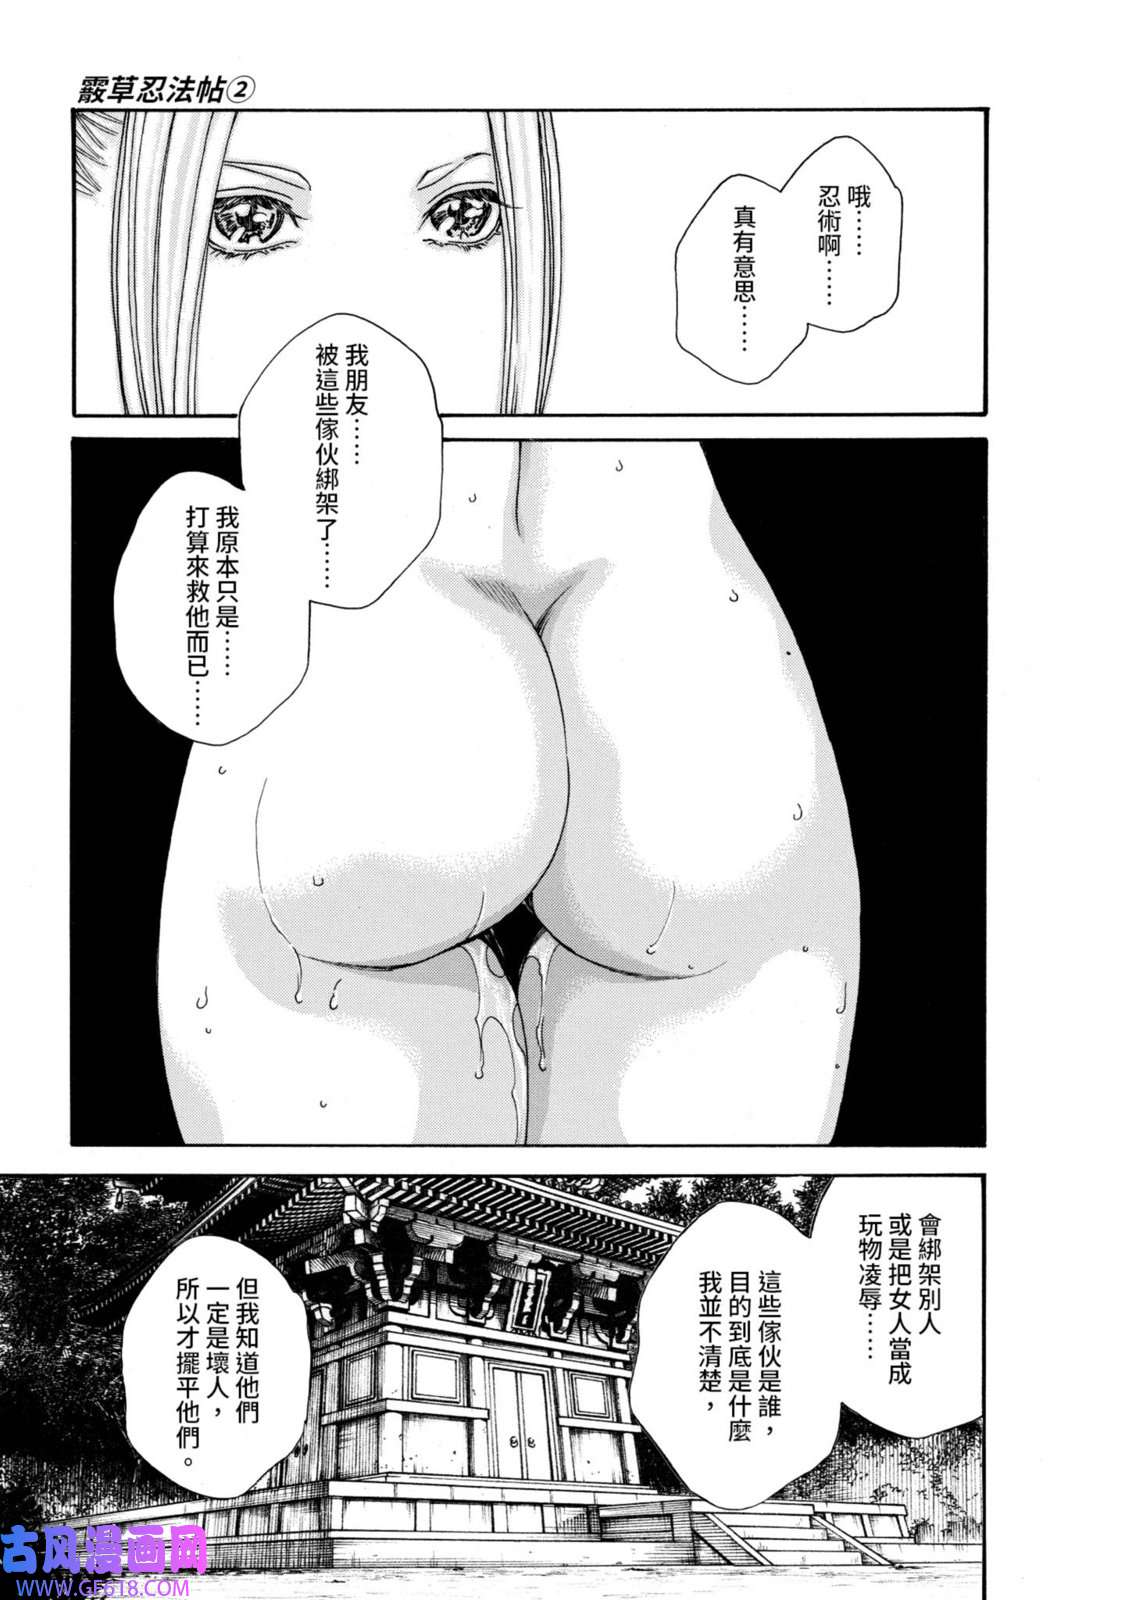 霞草忍法帖②
哦……
忍術啊……
真有意思……
我朋友……
被這些傢伙綁架了……
我原本只是……
打算來救他而已……
會綁架別人
或是把女人當成
玩物凌辱……
這些傢伙是誰，
目的到底是什麼
我並不清楚，
但我知道他們
一定是壞人，
所以才擺平他們。
古风漫画网
WWW.GF618.COM